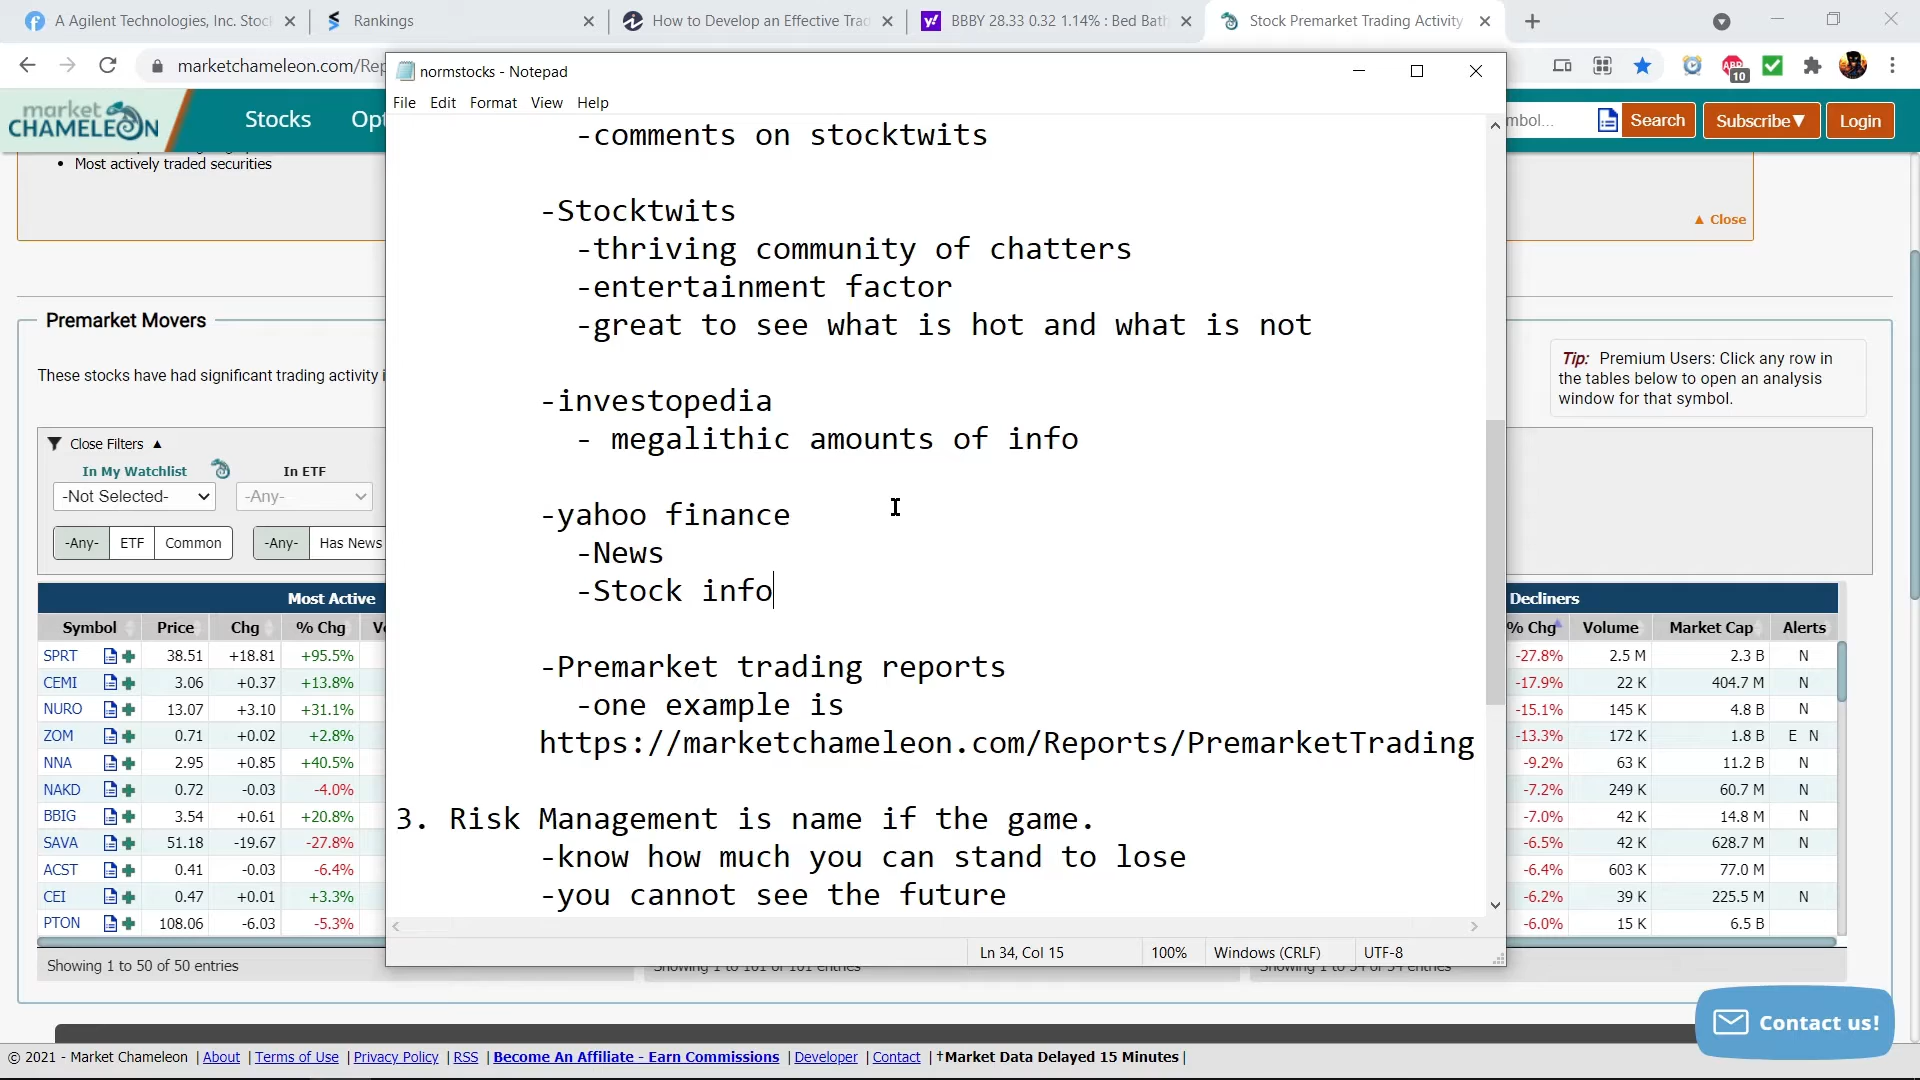 A Agilent Technologies, Inc. Stoc
Rankings
How to Develop an Effective Trad
BBBY 28.33 0.32 1.14% : Bed Bath
Stock Premarket Trading Activity
marketchameleon.com/Rep
ABP
10
normstocks - Notepad
File Edit Format View Help
market
CHAMELEON
Stocks
Opt
mbol...
Search
Subscribe▼
Login
• Most actively traded securities
▲ Close
-comments on stocktwits
-Stocktwits
-thriving community of chatters
-entertainment factor
-great to see what is hot and what is not
-investopedia
- megalithic amounts of info
-yahoo finance
-News
-Stock info
-Premarket trading reports
-one example is
https://marketchameleon.com/Reports/PremarketTrading
3. Risk Management is name if the game.
-know how much you can stand to lose
-you cannot see the future
Ln 34, Col 15
100%
Windows (CRLF)
UTF-8
Premarket Movers
These stocks have had significant trading activity i
Tip: Premium Users: Click any row in
the tables below to open an analysis
window for that symbol.
Close Filters ▲
In My Watchlist
In ETF
-Not Selected-
-Any-
-Any- ETF Common
-Any- Has News
Most Active
Symbol Price Chg % Chg V
SPRT 38.51 +18.81 +95.5%
CEMI 3.06 +0.37 +13.8%
NURO 13.07 +3.10 +31.1%
ZOM 0.71 +0.02 +2.8%
NNA 2.95 +0.85 +40.5%
NAKD 0.72 -0.03 -4.0%
BBIG 3.54 +0.61 +20.8%
SAVA 51.18 -19.67 -27.8%
ACST 0.41 -0.03 -6.4%
CEI 0.47 +0.01 +3.3%
PTON 108.06 -6.03 -5.3%
Showing 1 to 50 of 50 entries
Showing 1 to 101 of 101 entries
Decliners
% Chg Volume Market Cap Alerts
-27.8% 2.5 M 2.3 B N
-17.9% 22 K 404.7 M N
-15.1% 145 K 4.8 B N
-13.3% 172 K 1.8 B E N
-9.2% 63 K 11.2 B N
-7.2% 249 K 60.7 M N
-7.0% 42 K 14.8 M N
-6.5% 42 K 628.7 M N
-6.4% 603 K 77.0 M
-6.2% 39 K 225.5 M N
-6.0% 15 K 6.5 B
Contact us!
© 2021 - Market Chameleon | About | Terms of Use | Privacy Policy | RSS | Become An Affiliate - Earn Commissions | Developer | Contact | †Market Data Delayed 15 Minutes |